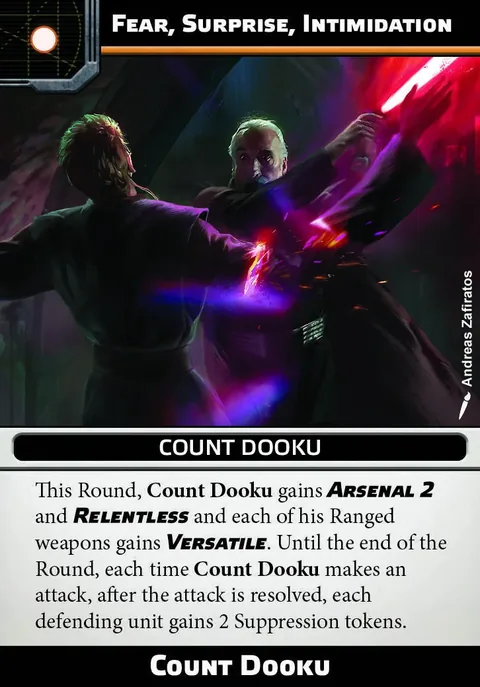 Fear, Surprise, Intimidation
Andreas Zafiratos
COUNT DOOKU
This Round, Count Dooku gains Arsenal 2
and Relentless and each of his Ranged
weapons gains Versatile. Until the end of the
Round, each time Count Dooku makes an
attack, after the attack is resolved, each
defending unit gains 2 Suppression tokens.
Count Dooku